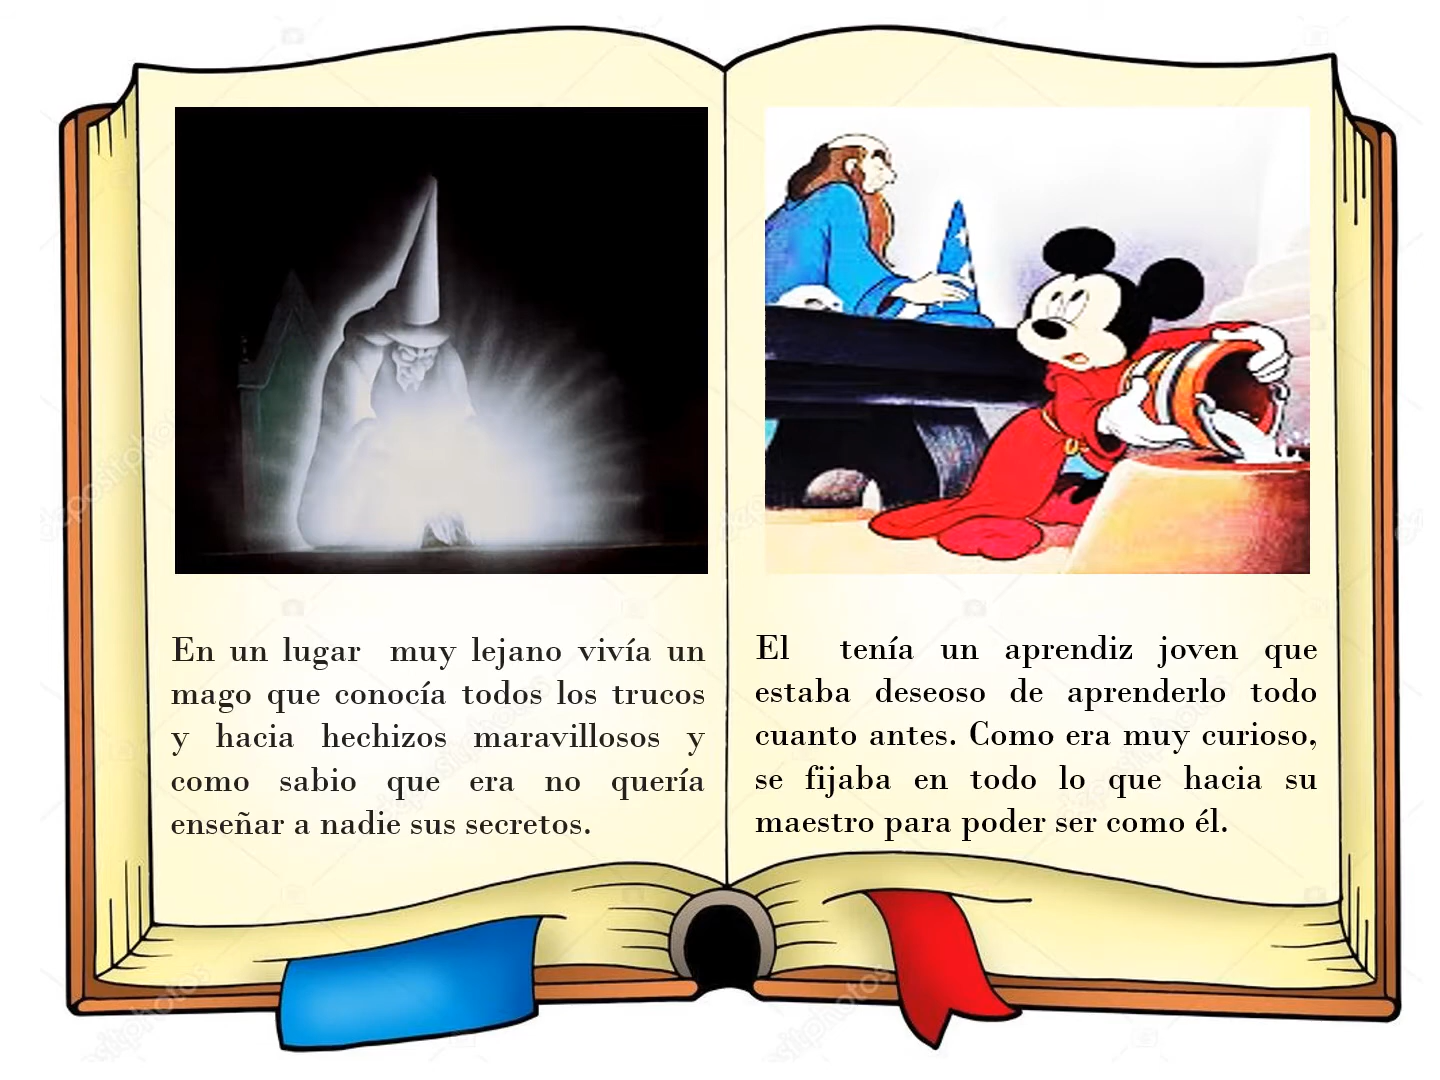 En un lugar muy lejano vivía un
mago que conocía todos los trucos
y hacia hechizos maravillosos y
como sabio que era no quería
enseñar a nadie sus secretos.
El tenía un aprendiz joven que
estaba deseoso de aprenderlo todo
cuanto antes. Como era muy curioso,
se fijaba en todo lo que hacia su
maestro para poder ser como él.